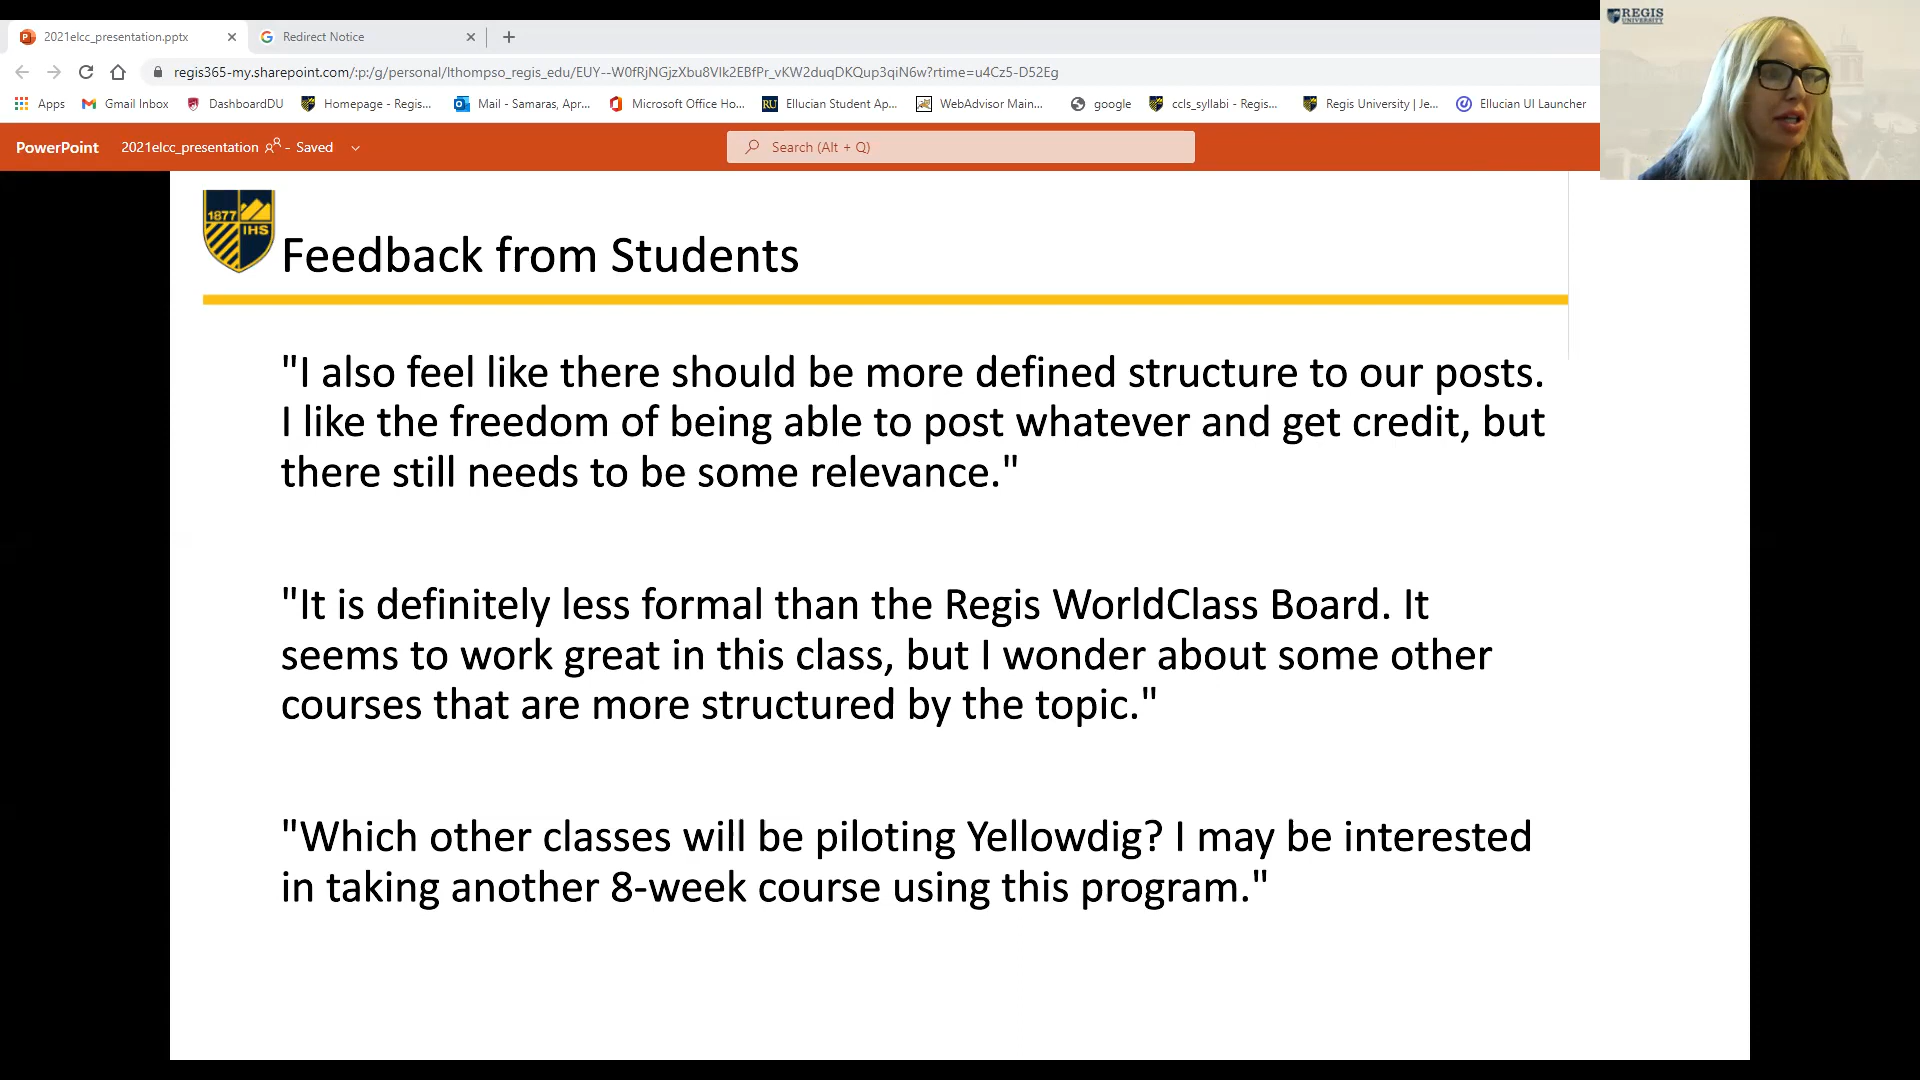 2021elcc_presentation.pptx
Redirect Notice
regis365-my.sharepoint.com/:p:/g/personal/lthompso_regis_edu/EUY--W0fRjNGjzXbu8Vlk2EBfPr_vKW2duqDKQup3qiN6w?rtime=u4Cz5-D52Eg
Apps Gmail Inbox DashboardDU Homepage - Regis... Mail - Samaras, Apr... Microsoft Office Ho... RU Ellucian Student Ap... WebAdvisor Main... google ccls_syllabi - Regis... Regis University | Je... Ellucian UI Launcher
REGIS
UNIVERSITY
PowerPoint 2021elcc_presentation - Saved
Search (Alt + Q)
1877
IHS
Feedback from Students
"I also feel like there should be more defined structure to our posts.
I like the freedom of being able to post whatever and get credit, but
there still needs to be some relevance."
"It is definitely less formal than the Regis WorldClass Board. It
seems to work great in this class, but I wonder about some other
courses that are more structured by the topic."
"Which other classes will be piloting Yellowdig? I may be interested
in taking another 8-week course using this program."